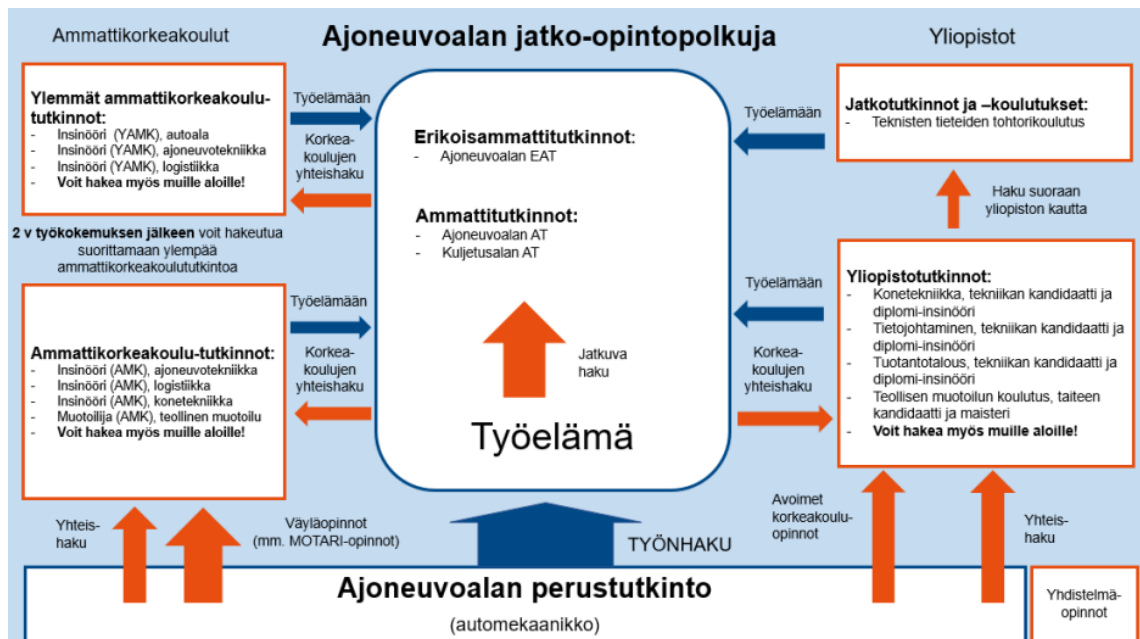 Ammattikorkeakoulut
Ajoneuvoalan jatko-opintopolkuja
Yliopistot
Ylemmät ammattikorkeakoulu-
tutkinnot:
- Insinööri (YAMK), autoala
- Insinööri (YAMK), ajoneuvotekniikka
- Insinööri (YAMK), logistiikka
- Voit hakea myös muille aloille!
Työelämään
Korkea-
koulujen
yhteishaku
2 v työkokemuksen jälkeen voit hakeutua
suorittamaan ylempää
ammattikorkeakoulututkintoa
Ammattikorkeakoulu-tutkinnot:
- Insinööri (AMK), ajoneuvotekniikka
- Insinööri (AMK), logistiikka
- Insinööri (AMK), konetekniikka
- Muotoilija (AMK), teollinen muotoilu
- Voit hakea myös muille aloille!
Työelämään
Korkea-
koulujen
yhteishaku
Erikoisammattitutkinnot:
- Ajoneuvoalan EAT
Ammattitutkinnot:
- Ajoneuvoalan AT
- Kuljetusalan AT
Jatkuva
haku
Työelämä
Työelämään
Jatkotutkinnot ja –koulutukset:
- Teknisten tieteiden tohtorikoulutus
Haku suoraan
yliopiston kautta
Työelämään
Korkea-
koulujen
yhteishaku
Yliopistotutkinnot:
- Konetekniikka, tekniikan kandidaatti ja
diplomi-insinööri
- Tietojohtaminen, tekniikan kandidaatti ja
diplomi-insinööri
- Tuotantotalous, tekniikan kandidaatti ja
diplomi-insinööri
- Teollisen muotoilun koulutus, taiteen
kandidaatti ja maisteri
- Voit hakea myös muille aloille!
Yhteis-
haku
Väyläopinnot
(mm. MOTARI-opinnot)
TYÖNHAKU
Avoimet
korkeakoulu-
opinnot
Yhteis-
haku
Ajoneuvoalan perustutkinto
(automekaanikko)
Yhdistelmä-
opinnot